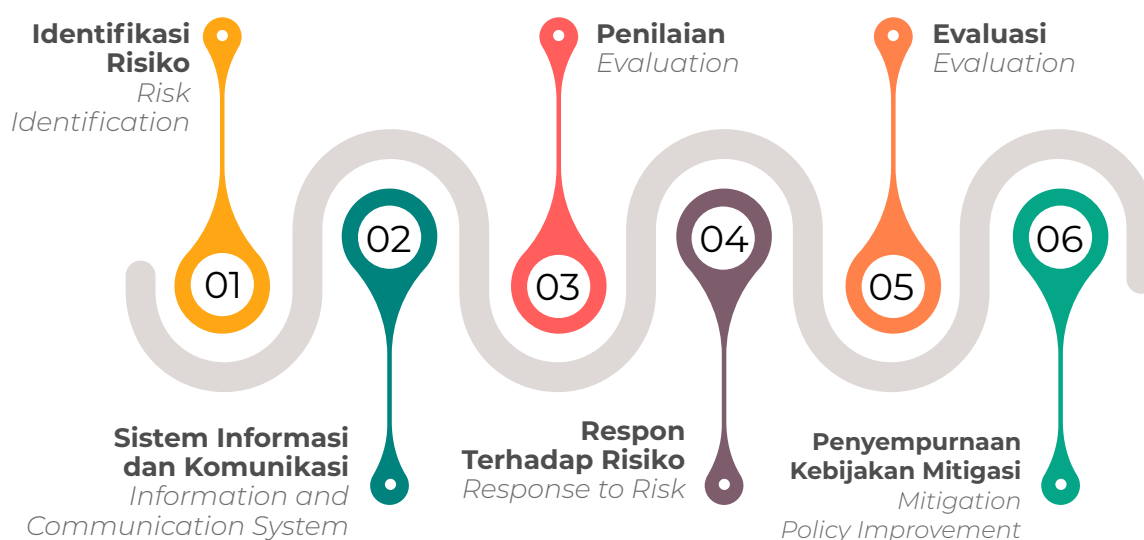 Identifikasi
Risiko
Risk
Identification
01
Sistem Informasi
dan Komunikasi
Information and
Communication System
02
Penilaian
Evaluation
03
Respon
Terhadap Risiko
Response to Risk
04
Evaluasi
Evaluation
05
Penyempurnaan
Kebijakan Mitigasi
Mitigation
Policy Improvement
06